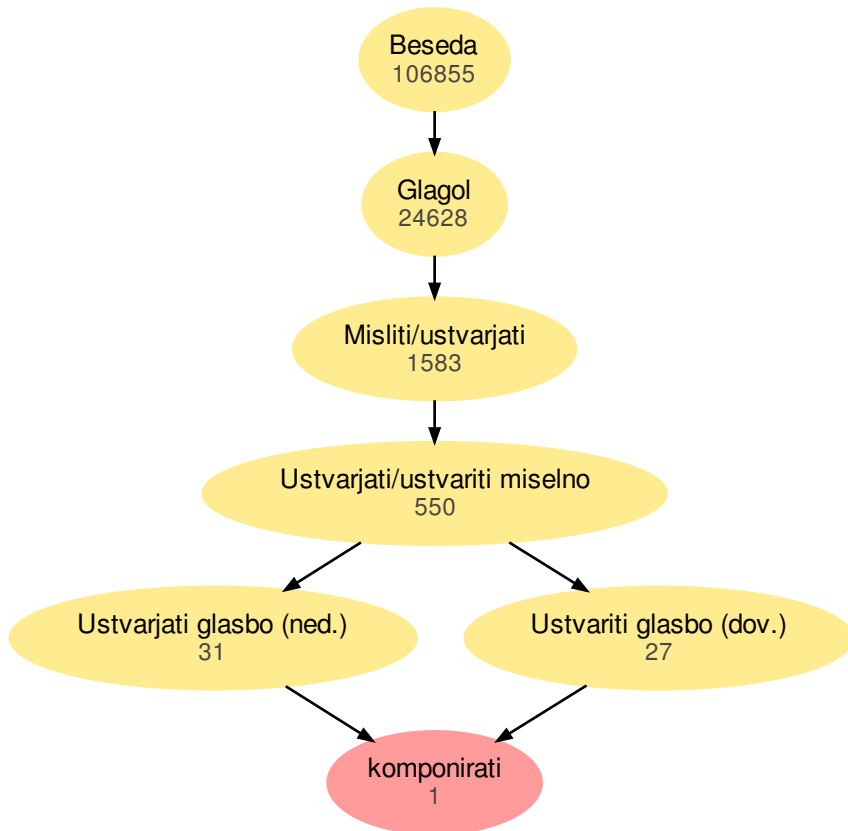 Beseda
106855
Glagol
24628
Misliti/ustvarjati
1583
Ustvarjati/ustvariti miselno
550
Ustvarjati glasbo (ned.)
31
Ustvariti glasbo (dov.)
27
komponirati
1